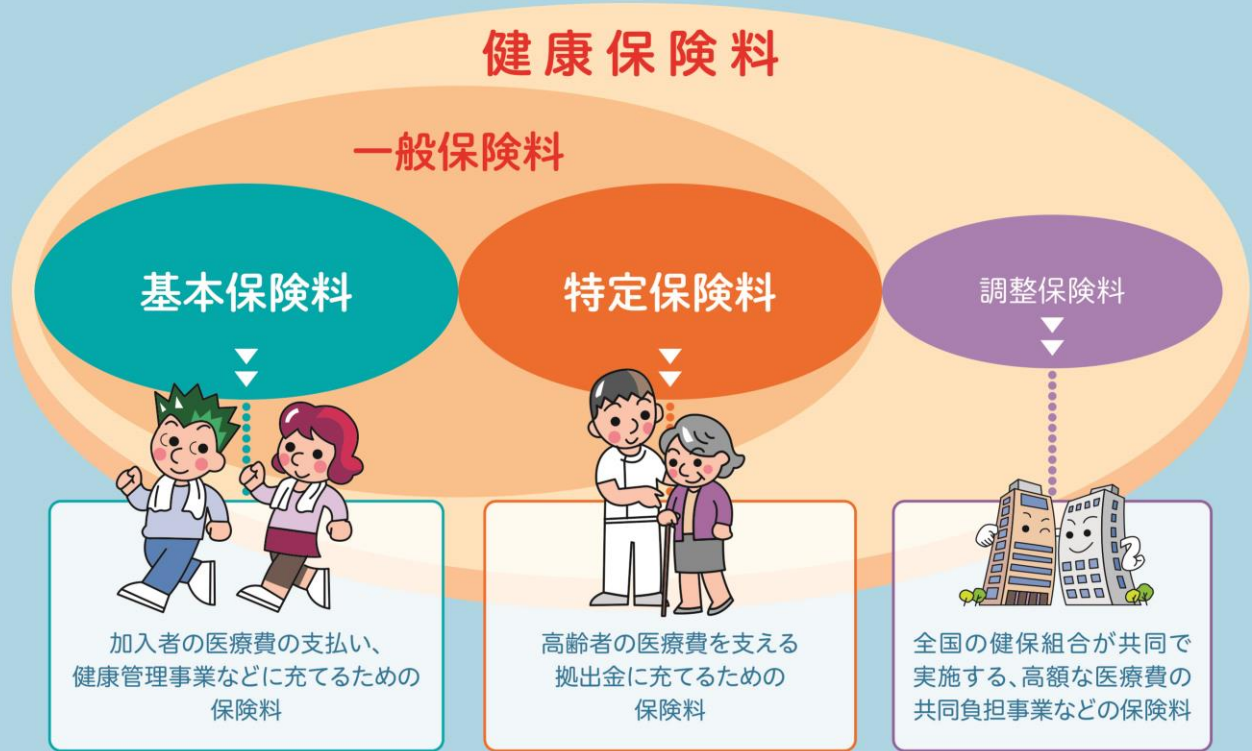 健康保険料
一般保険料
基本保険料
特定保険料
調整保険料
加入者の医療費の支払い、
健康管理事業などに充てるための
保険料
高齢者の医療費を支える
拠出金に充てるための
保険料
全国の健保組合が共同で
実施する、高額な医療費の
共同負担事業などの保険料